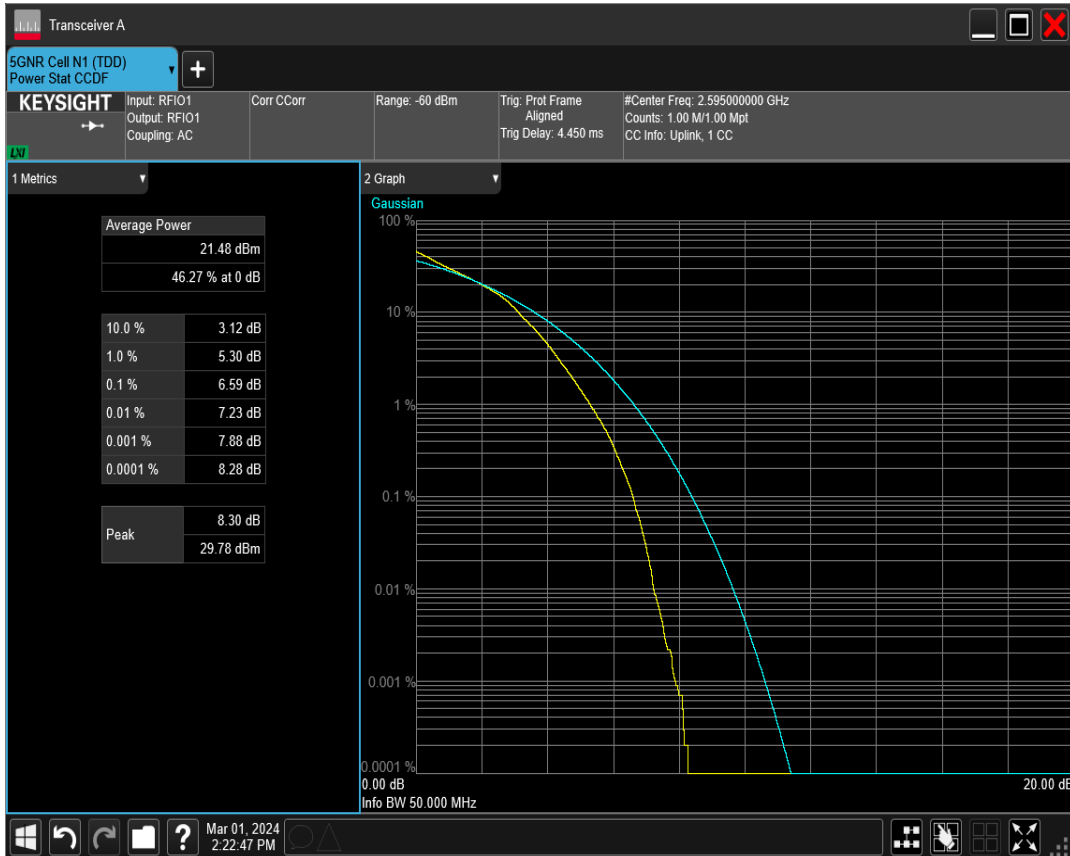 Transceiver A
5GNR Cell N1 (TDD)
Power Stat CCDF
+
KEYSIGHT
LXI
Input: RFIO1
Output: RFIO1
Coupling: AC
Corr CCorr
Range: -60 dBm
Trig: Prot Frame
Aligned
Trig Delay: 4.450 ms
#Center Freq: 2.595000000 GHz
Counts: 1.00 M/1.00 Mpt
CC Info: Uplink, 1 CC
1 Metrics
Average Power
21.48 dBm
46.27 % at 0 dB
10.0 % 3.12 dB
1.0 % 5.30 dB
0.1 % 6.59 dB
0.01 % 7.23 dB
0.001 % 7.88 dB
0.0001 % 8.28 dB
Peak
8.30 dB
29.78 dBm
2 Graph
Gaussian
100 %
10 %
1 %
0.1 %
0.01 %
0.001 %
0.0001 %
0.00 dB 20.00 dB
Info BW 50.000 MHz
?
Mar 01, 2024
2:22:47 PM